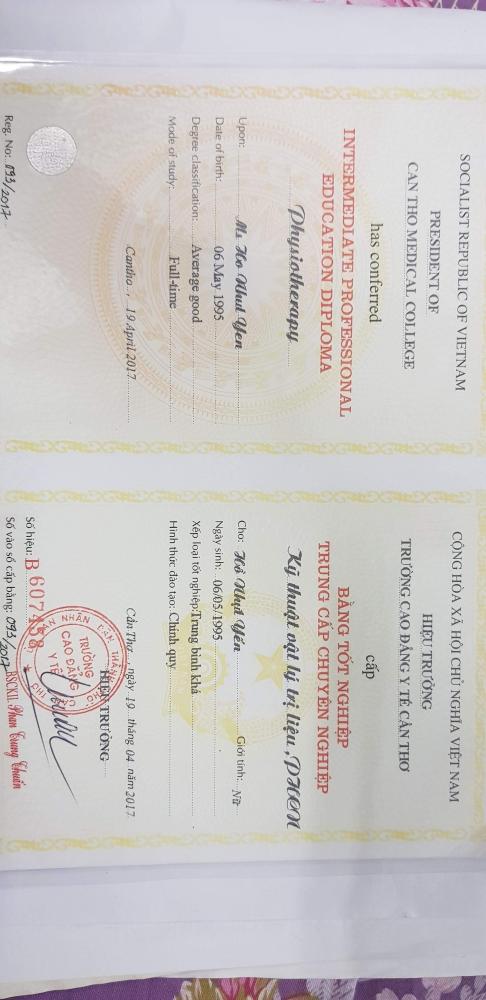 SOCIALIST REPUBLIC OF VIETNAM
PRESIDENT OF
CAN THO MEDICAL COLLEGE
has conferred
INTERMEDIATE PROFESSIONAL
EDUCATION DIPLOMA
Physiotherapy
Upon: Ms Ho Nhut Yen
Date of birth: 06 May 1995
Degree classification: Average good
Mode of study: Full-time
Cantho, 19 April 2017
Reg. No: 093/2017
CỘNG HÒA XÃ HỘI CHỦ NGHĨA VIỆT NAM
HIỆU TRƯỞNG
TRƯỜNG CAO ĐẲNG Y TẾ CẦN THƠ
cấp
BẰNG TỐT NGHIỆP
TRUNG CẤP CHUYÊN NGHIỆP
Kỹ thuật vật lý trị liệu, PHCN
Cho: Hồ Nhựt Yến Giới tính: Nữ
Ngày sinh: 06/05/1995
Xếp loại tốt nghiệp: Trung bình khá
Hình thức đào tạo: Chính quy
Cần Thơ, ngày 19 tháng 04 năm 2017
HIỆU TRƯỞNG
TRƯỜNG
CAO ĐẲNG
Y TẾ
Số hiệu: B 607458
BSCKII. Phan Trung Thuấn
Số vào sổ cấp bằng: 093/2017